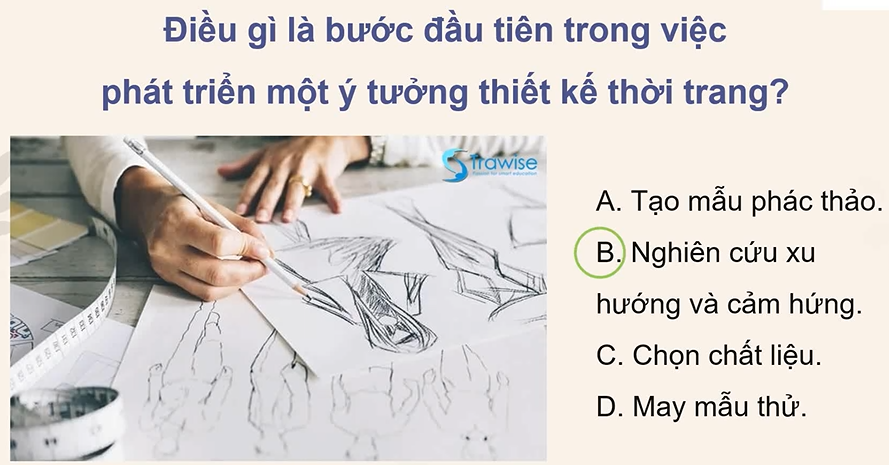 Điều gì là bước đầu tiên trong việc
phát triển một ý tưởng thiết kế thời trang?
Strawise
A. Tạo mẫu phác thảo.
B. Nghiên cứu xu
hướng và cảm hứng.
C. Chọn chất liệu.
D. May mẫu thử.